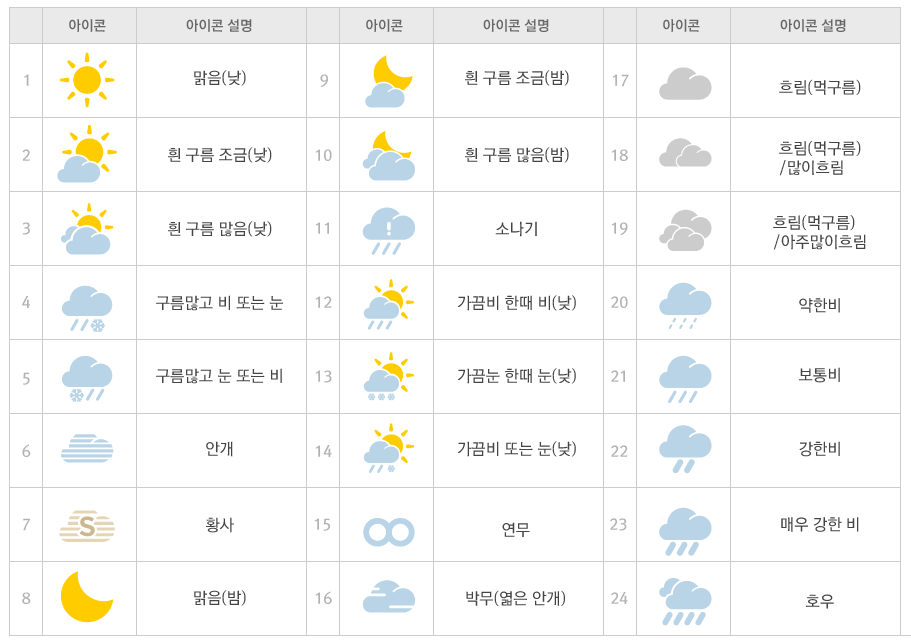 아이콘 아이콘 설명 아이콘 아이콘 설명 아이콘 아이콘 설명
1 맑음(낮) 9 흰 구름 조금(밤) 17 흐림(먹구름)
2 흰 구름 조금(낮) 10 흰 구름 많음(밤) 18 흐림(먹구름)
/많이흐림
3 흰 구름 많음(낮) 11 ! 소나기 19 흐림(먹구름)
/아주많이흐림
4 구름많고 비 또는 눈 12 가끔비 한때 비(낮) 20 약한비
5 구름많고 눈 또는 비 13 가끔눈 한때 눈(낮) 21 보통비
6 안개 14 가끔비 또는 눈(낮) 22 강한비
7 S 황사 15 연무 23 매우 강한 비
8 맑음(밤) 16 박무(엷은 안개) 24 호우